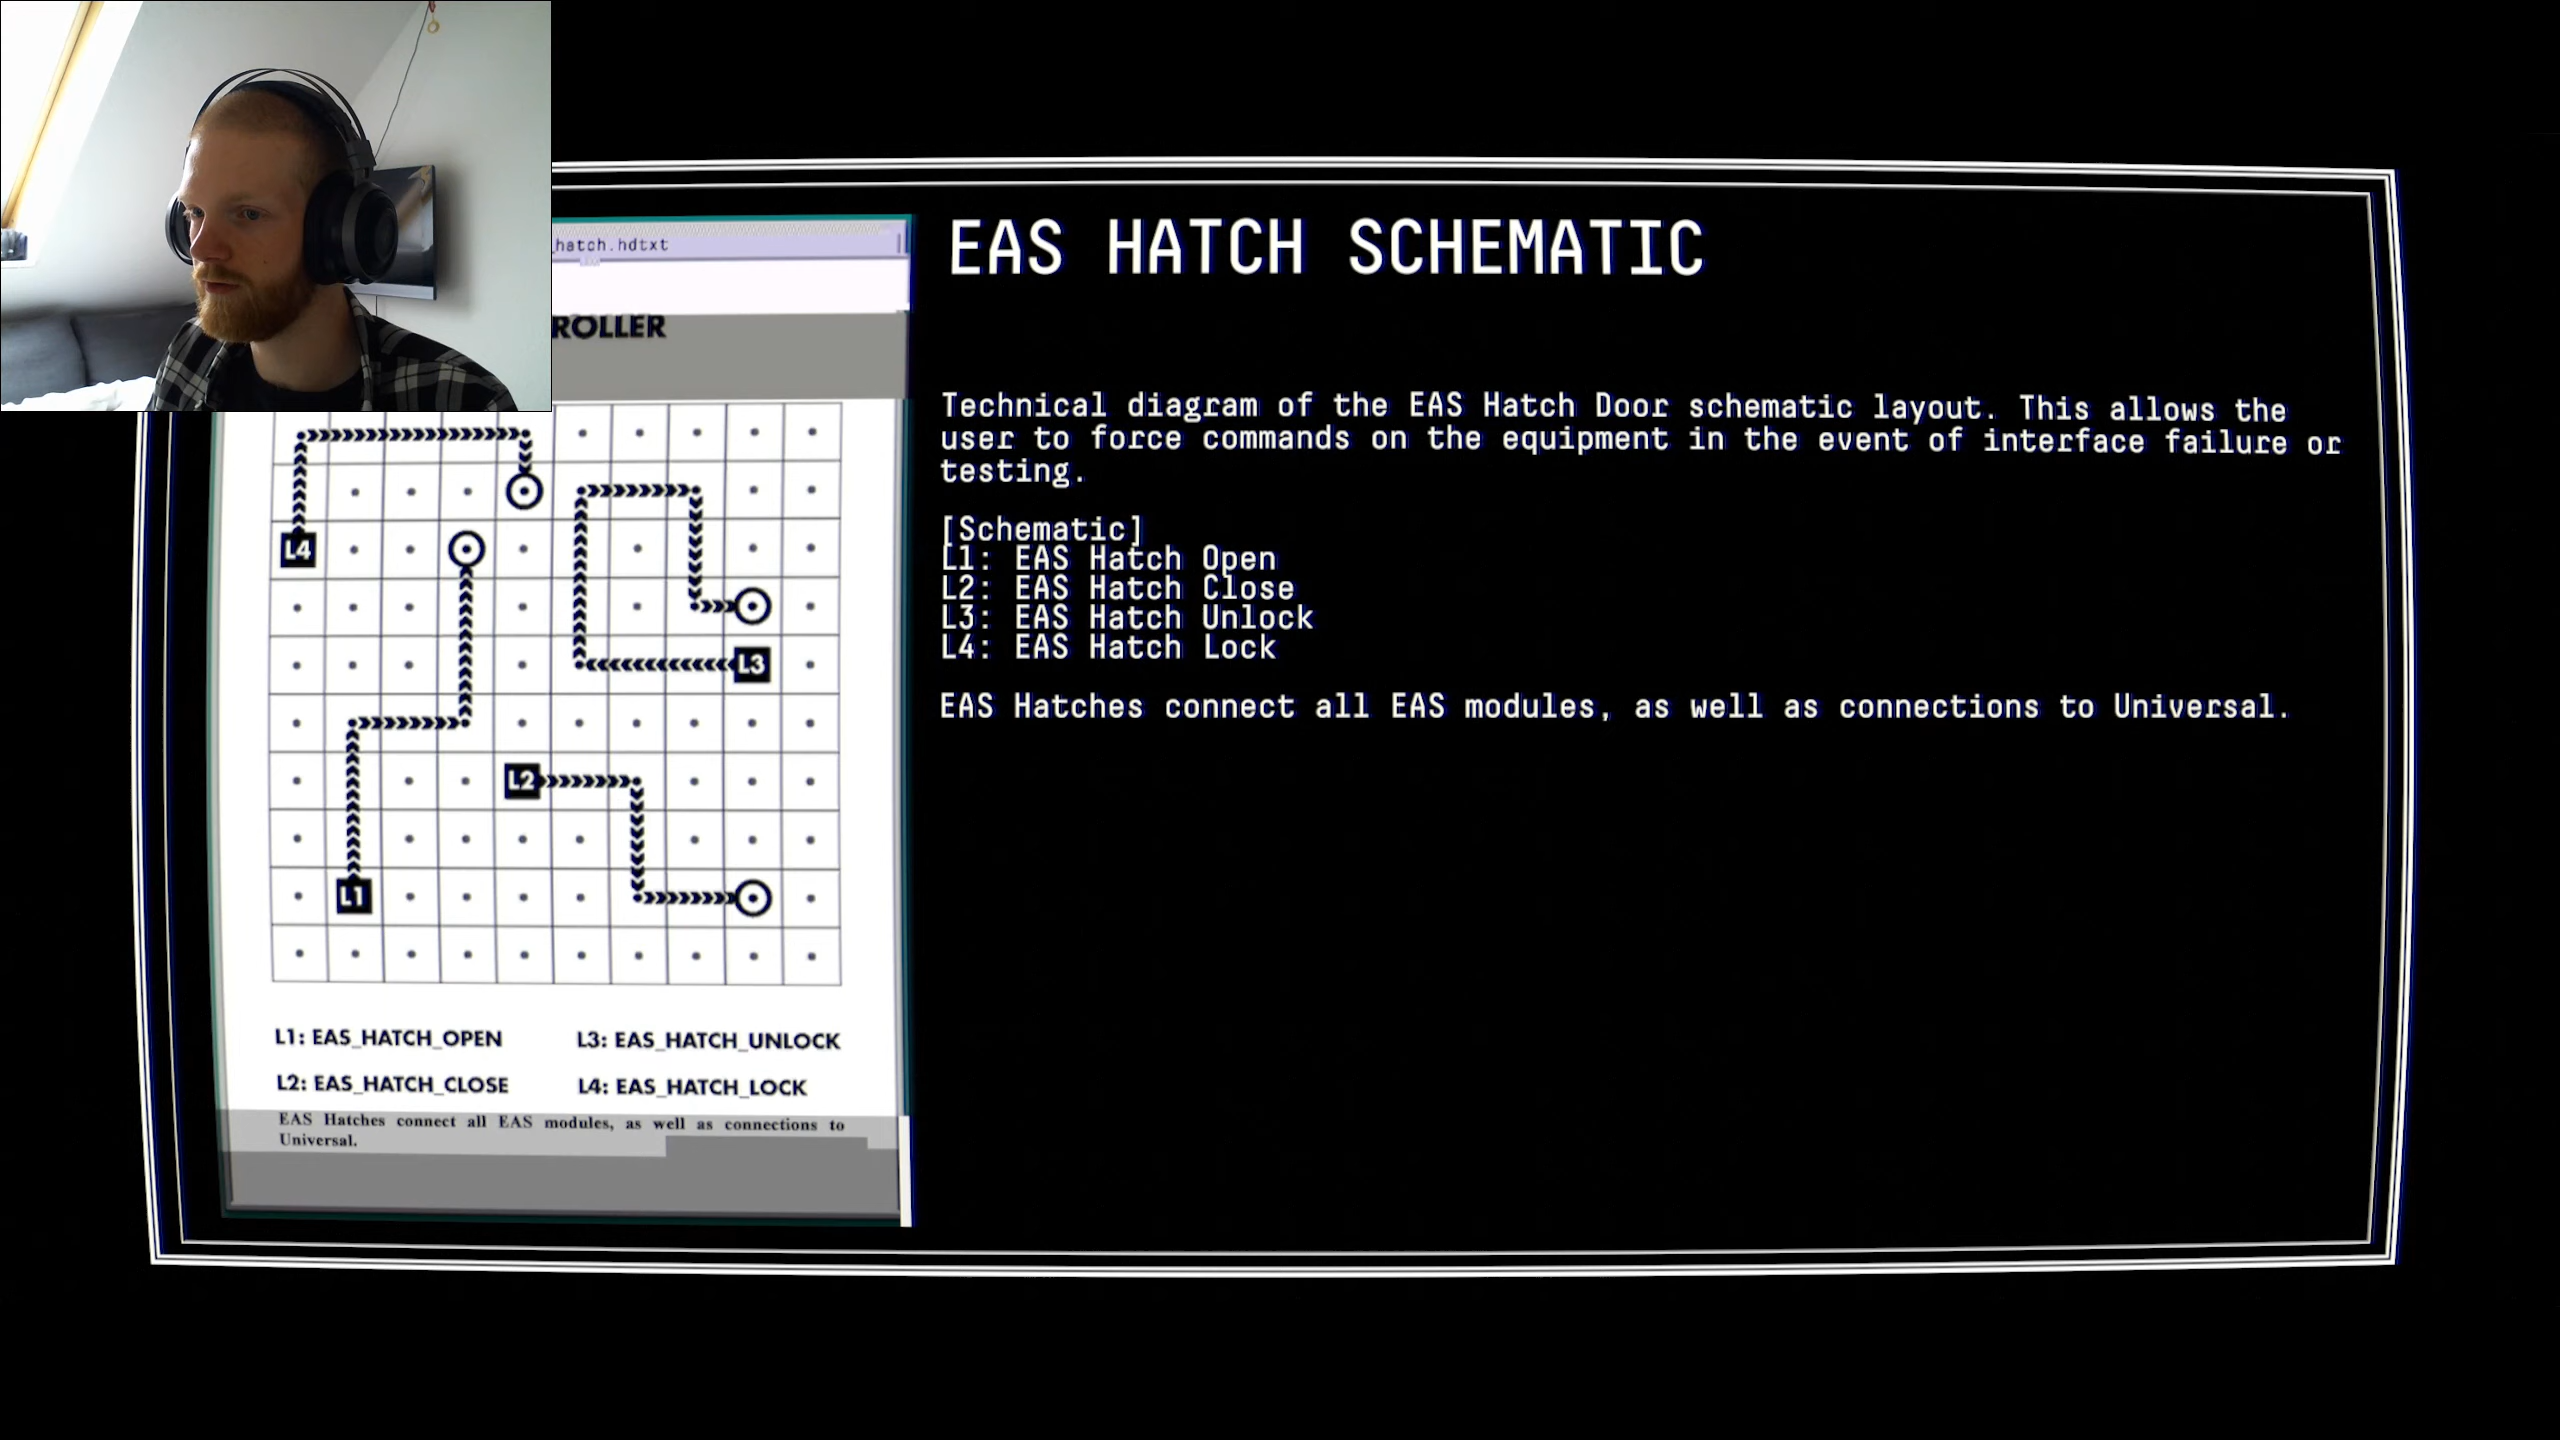 _hatch.hdtxt
ROLLER
L4
L3
L2
L1
L1: EAS_HATCH_OPEN
L3: EAS_HATCH_UNLOCK
L2: EAS_HATCH_CLOSE
L4: EAS_HATCH_LOCK
EAS Hatches connect all EAS modules, as well as connections to
Universal.
EAS HATCH SCHEMATIC
Technical diagram of the EAS Hatch Door schematic layout. This allows the
user to force commands on the equipment in the event of interface failure or
testing.
[Schematic]
L1: EAS Hatch Open
L2: EAS Hatch Close
L3: EAS Hatch Unlock
L4: EAS Hatch Lock
EAS Hatches connect all EAS modules, as well as connections to Universal.